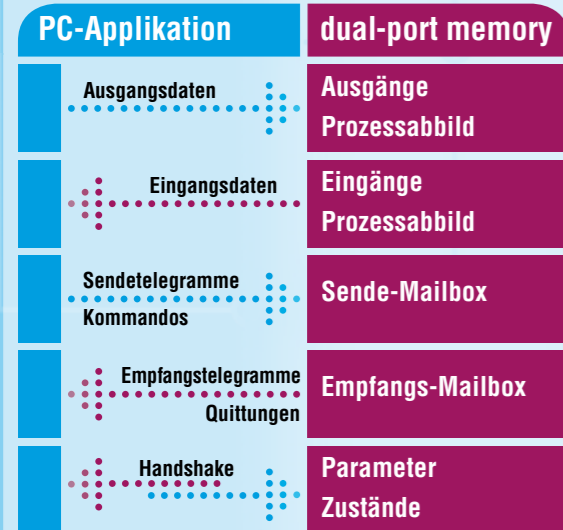 PC-Applikation
dual-port memory
Ausgangsdaten
Ausgänge
Prozessabbild
Eingangsdaten
Eingänge
Prozessabbild
Sendetelegramme
Kommandos
Sende-Mailbox
Empfangstelegramme
Quittungen
Empfangs-Mailbox
Handshake
Parameter
Zustände